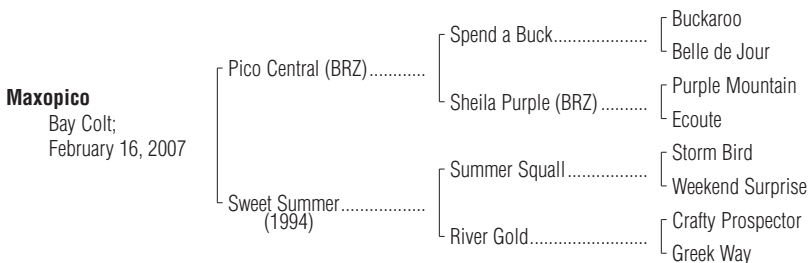 Buckaroo
Spend a Buck....................
Belle de Jour
Pico Central (BRZ)............
Purple Mountain
Sheila Purple (BRZ) ..........
Ecoute
Maxopico
Bay Colt;
February 16, 2007
Storm Bird
Summer Squall.................
Weekend Surprise
Sweet Summer..................
(1994)
Crafty Prospector
River Gold.........................
Greek Way